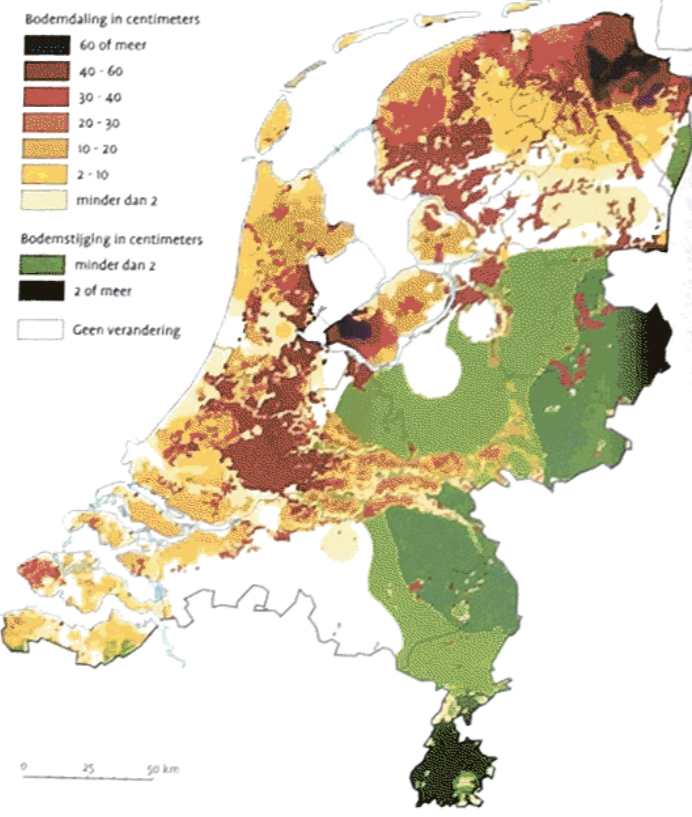 Bodemdaling in centimeters
60 of meer
40 - 60
30 - 40
20 - 30
10 - 20
2 - 10
minder dan 2
Bodemstijging in centimeters
minder dan 2
2 of meer
Geen verandering
0 25 50 km